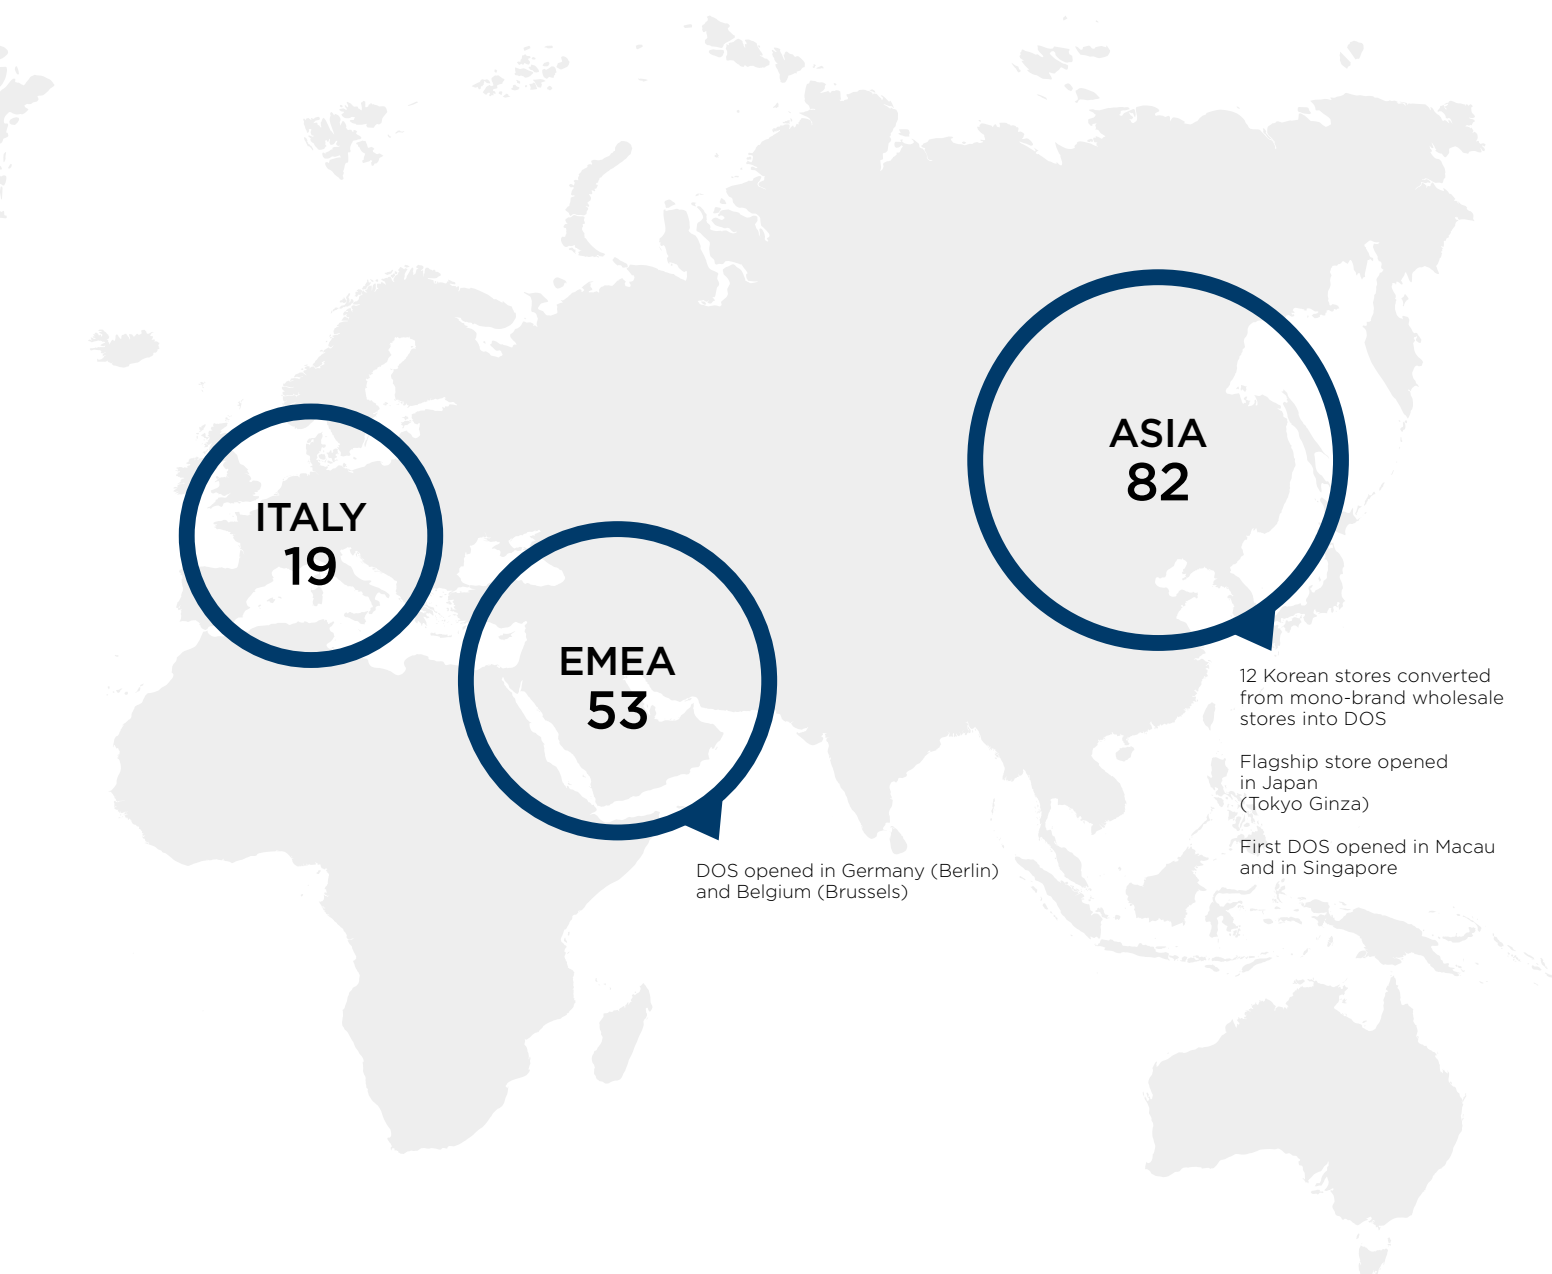 ITALY
19
EMEA
53
DOS opened in Germany (Berlin)
and Belgium (Brussels)
ASIA
82
12 Korean stores converted
from mono-brand wholesale
stores into DOS
Flagship store opened
in Japan
(Tokyo Ginza)
First DOS opened in Macau
and in Singapore